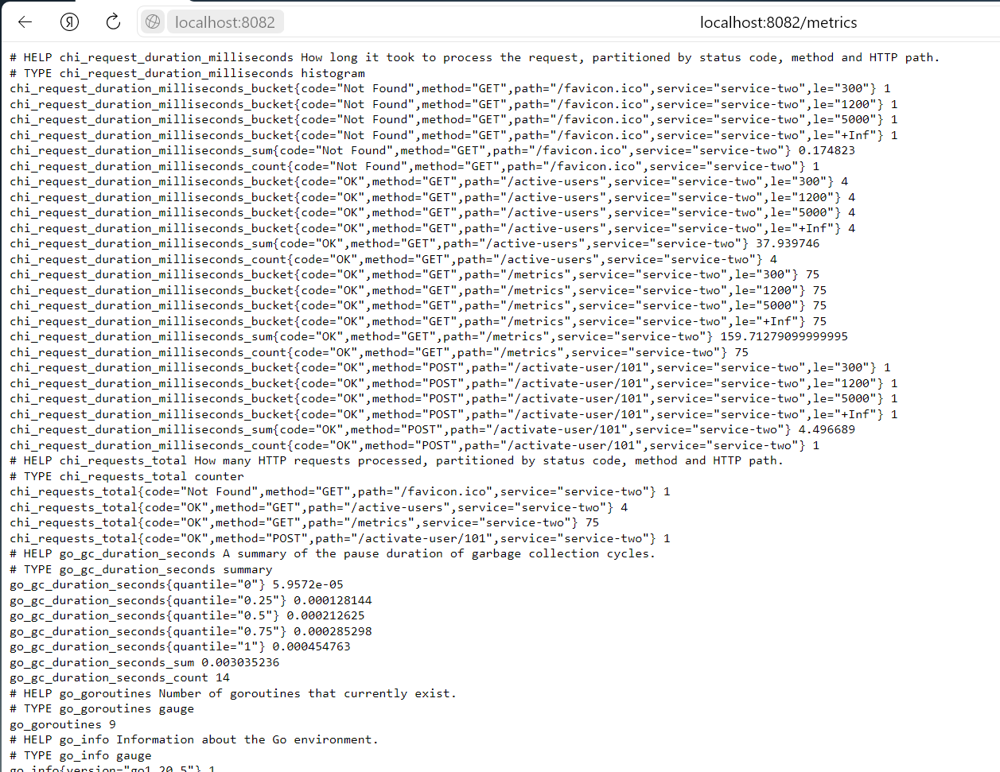 Я
localhost:8082
localhost:8082/metrics
# HELP chi_request_duration_milliseconds How long it took to process the request, partitioned by status code, method and HTTP path.
# TYPE chi_request_duration_milliseconds histogram
chi_request_duration_milliseconds_bucket{code="Not Found",method="GET",path="/favicon.ico",service="service-two",le="300"} 1
chi_request_duration_milliseconds_bucket{code="Not Found",method="GET",path="/favicon.ico",service="service-two",le="1200"} 1
chi_request_duration_milliseconds_bucket{code="Not Found",method="GET",path="/favicon.ico",service="service-two",le="5000"} 1
chi_request_duration_milliseconds_bucket{code="Not Found",method="GET",path="/favicon.ico",service="service-two",le="+Inf"} 1
chi_request_duration_milliseconds_sum{code="Not Found",method="GET",path="/favicon.ico",service="service-two"} 0.174823
chi_request_duration_milliseconds_count{code="Not Found",method="GET",path="/favicon.ico",service="service-two"} 1
chi_request_duration_milliseconds_bucket{code="OK",method="GET",path="/active-users",service="service-two",le="300"} 4
chi_request_duration_milliseconds_bucket{code="OK",method="GET",path="/active-users",service="service-two",le="1200"} 4
chi_request_duration_milliseconds_bucket{code="OK",method="GET",path="/active-users",service="service-two",le="5000"} 4
chi_request_duration_milliseconds_bucket{code="OK",method="GET",path="/active-users",service="service-two",le="+Inf"} 4
chi_request_duration_milliseconds_sum{code="OK",method="GET",path="/active-users",service="service-two"} 37.939746
chi_request_duration_milliseconds_count{code="OK",method="GET",path="/active-users",service="service-two"} 4
chi_request_duration_milliseconds_bucket{code="OK",method="GET",path="/metrics",service="service-two",le="300"} 75
chi_request_duration_milliseconds_bucket{code="OK",method="GET",path="/metrics",service="service-two",le="1200"} 75
chi_request_duration_milliseconds_bucket{code="OK",method="GET",path="/metrics",service="service-two",le="5000"} 75
chi_request_duration_milliseconds_bucket{code="OK",method="GET",path="/metrics",service="service-two",le="+Inf"} 75
chi_request_duration_milliseconds_sum{code="OK",method="GET",path="/metrics",service="service-two"} 159.71279099999995
chi_request_duration_milliseconds_count{code="OK",method="GET",path="/metrics",service="service-two"} 75
chi_request_duration_milliseconds_bucket{code="OK",method="POST",path="/activate-user/101",service="service-two",le="300"} 1
chi_request_duration_milliseconds_bucket{code="OK",method="POST",path="/activate-user/101",service="service-two",le="1200"} 1
chi_request_duration_milliseconds_bucket{code="OK",method="POST",path="/activate-user/101",service="service-two",le="5000"} 1
chi_request_duration_milliseconds_bucket{code="OK",method="POST",path="/activate-user/101",service="service-two",le="+Inf"} 1
chi_request_duration_milliseconds_sum{code="OK",method="POST",path="/activate-user/101",service="service-two"} 4.496689
chi_request_duration_milliseconds_count{code="OK",method="POST",path="/activate-user/101",service="service-two"} 1
# HELP chi_requests_total How many HTTP requests processed, partitioned by status code, method and HTTP path.
# TYPE chi_requests_total counter
chi_requests_total{code="Not Found",method="GET",path="/favicon.ico",service="service-two"} 1
chi_requests_total{code="OK",method="GET",path="/active-users",service="service-two"} 4
chi_requests_total{code="OK",method="GET",path="/metrics",service="service-two"} 75
chi_requests_total{code="OK",method="POST",path="/activate-user/101",service="service-two"} 1
# HELP go_gc_duration_seconds A summary of the pause duration of garbage collection cycles.
# TYPE go_gc_duration_seconds summary
go_gc_duration_seconds{quantile="0"} 5.9572e-05
go_gc_duration_seconds{quantile="0.25"} 0.000128144
go_gc_duration_seconds{quantile="0.5"} 0.000212625
go_gc_duration_seconds{quantile="0.75"} 0.000285298
go_gc_duration_seconds{quantile="1"} 0.000454763
go_gc_duration_seconds_sum 0.003035236
go_gc_duration_seconds_count 14
# HELP go_goroutines Number of goroutines that currently exist.
# TYPE go_goroutines gauge
go_goroutines 9
# HELP go_info Information about the Go environment.
# TYPE go_info gauge
go_info{version="go1.20.5"} 1